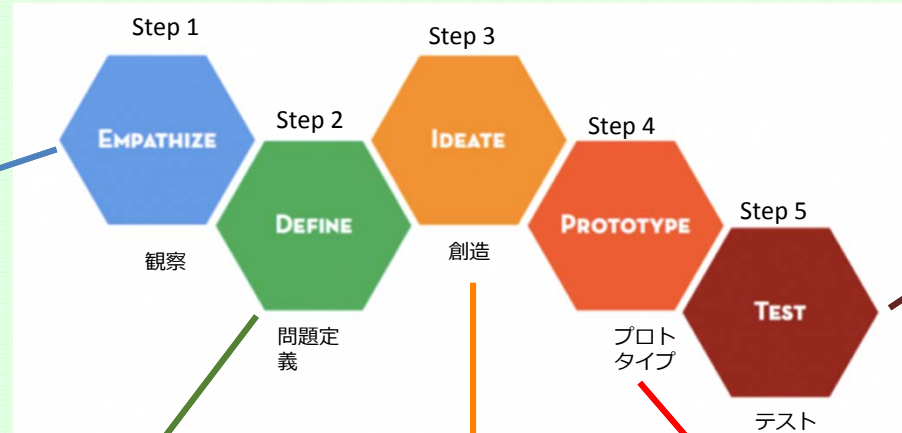 Step 1
EMPATHIZE
観察
Step 2
DEFINE
問題定
義
Step 3
IDEATE
創造
Step 4
PROTOTYPE
プロト
タイプ
Step 5
TEST
テスト